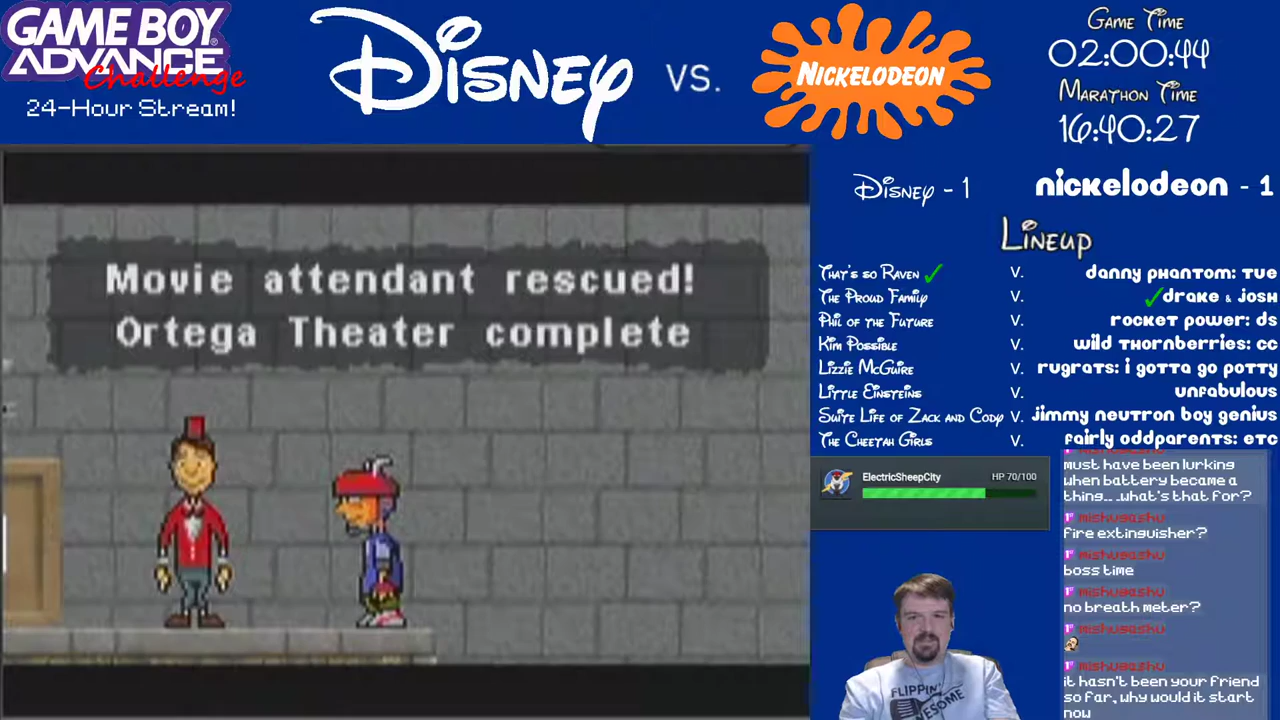 GAME BOY
ADVANCE
Challenge
24-Hour Stream!
Disney
VS.
Nickelodeon
Game Time
02:00:44
Marathon Time
16:40:27
Disney - 1
nickelodeon - 1
Lineup
That's so Raven ✓ V. Danny Phantom: TUE
The Proud Family V. ✓ Drake & Josh
Phil of the Future V. Rocket Power: DS
Kim Possible V. Wild Thornberries: CC
Lizzie McGuire V. Rugrats: I Gotta Go Potty
Little Einsteins V. Unfabulous
Suite Life of Zack and Cody V. Jimmy Neutron Boy Genius
The Cheetah Girls V. Fairly Oddparents: ETC
Movie attendant rescued!
Ortega Theater complete
ElectricSheepCity HP 70/100
must have been lurking
when battery became a
thing...what's that for?
mishugashu
fire extinguisher?
mishugashu
boss time
mishugashu
no breath meter?
mishugashu
mishugashu
it hasn't been your friend
so far, why would it start
now
FLIPPIN'
AWESOME